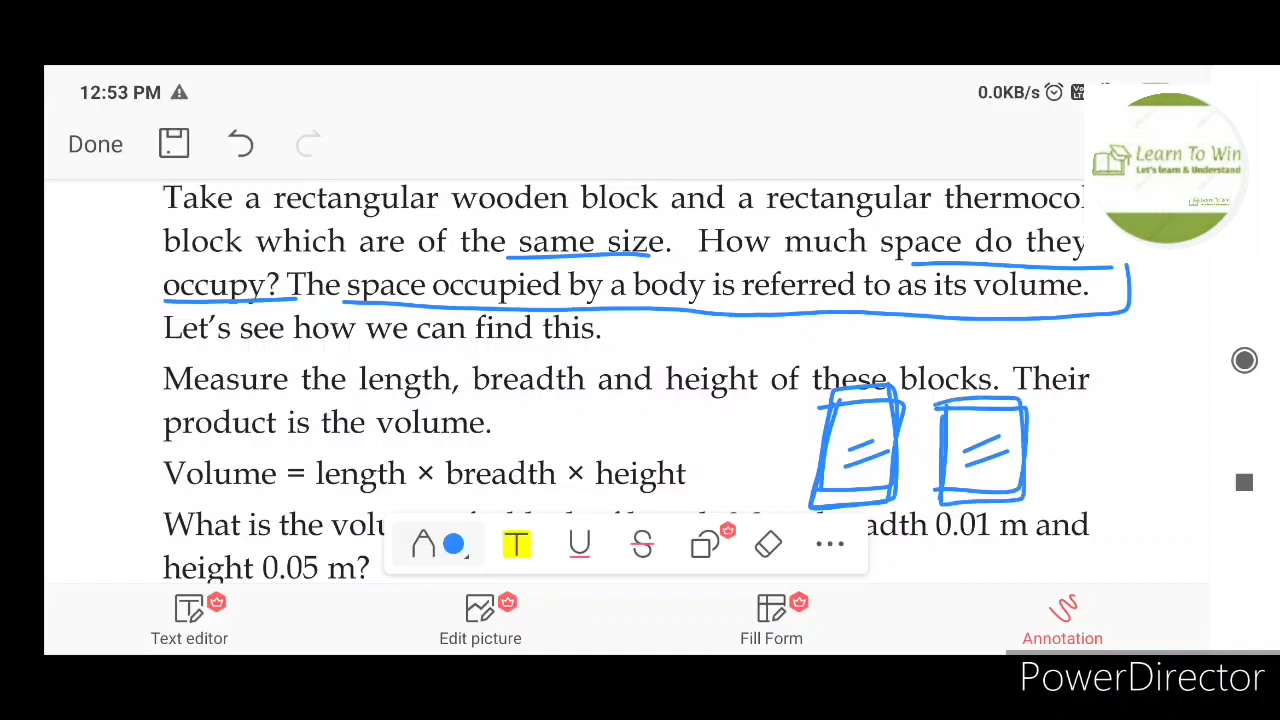 12:53 PM
0.0KB/s
Done
Learn To Win
Let's learn & Understand
Take a rectangular wooden block and a rectangular thermocol
block which are of the same size. How much space do they
occupy? The space occupied by a body is referred to as its volume.
Let's see how we can find this.
Measure the length, breadth and height of these blocks. Their
product is the volume.
Volume = length × breadth × height
What is the 0.01 m and
height 0.05 m?
T
U
S
Text editor
Edit picture
Fill Form
Annotation
PowerDirector